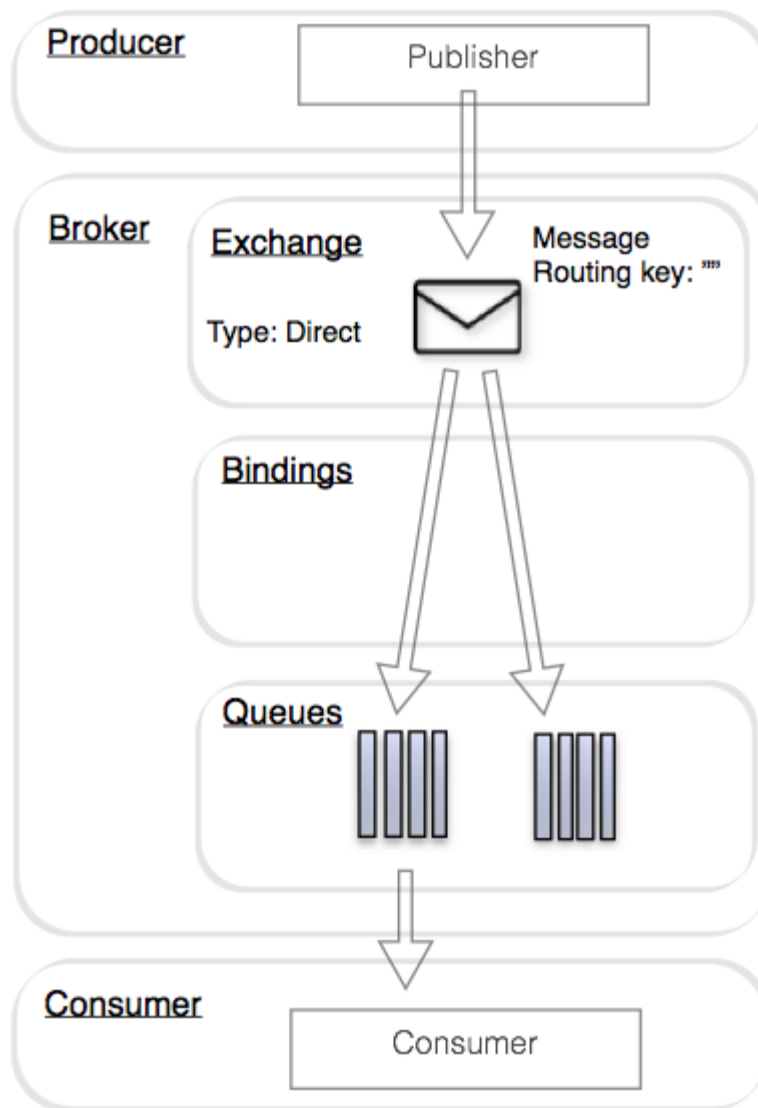 Producer
Publisher
Broker
Exchange
Message
Routing key: ””
Type: Direct
Bindings
Queues
Consumer
Consumer